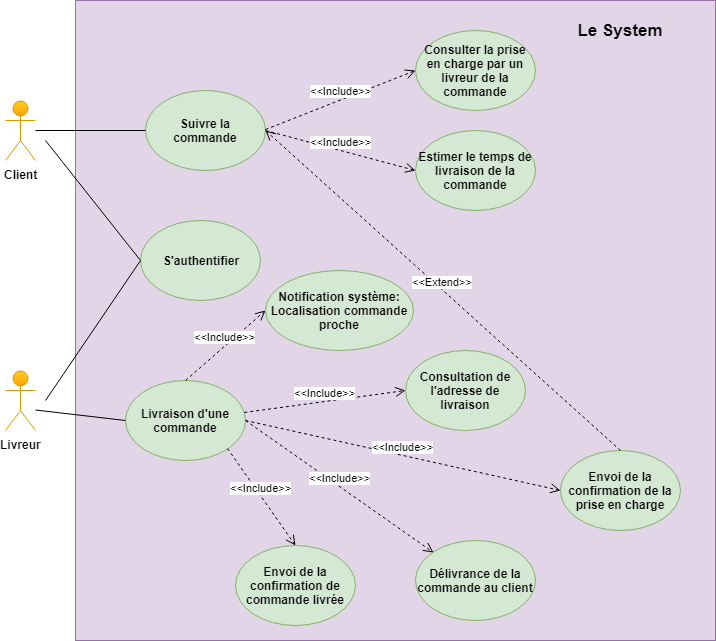 Le System
Consulter la prise
en charge par un
livreur de la
commande
<<Include>>
Suivre la
commande
<<Include>>
Estimer le temps de
livraison de la
commande
Client
S'authentifier
<<Extend>>
Notification système:
Localisation commande
proche
<<Include>>
Consultation de
l'adresse de
livraison
<<Include>>
Livraison d'une
commande
Livreur
<<Include>>
Envoi de la
confirmation de la
prise en charge
<<Include>>
<<Include>>
Envoi de la
confirmation de
commande livrée
Délivrance de la
commande au client